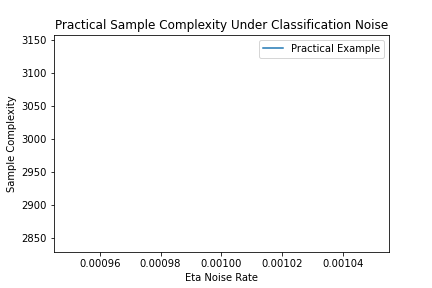 Practical Sample Complexity Under Classification Noise
Practical Example
3150
3100
3050
3000
2950
2900
2850
Sample Complexity
0.00096 0.00098 0.00100 0.00102 0.00104
Eta Noise Rate